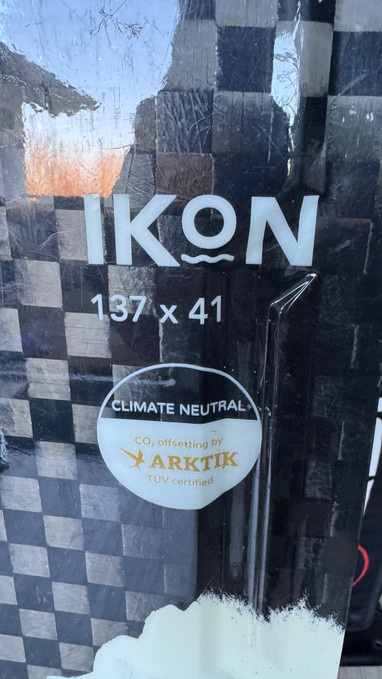 IKON
137 x 41
CLIMATE NEUTRAL
CO₂ offsetting by
ARKTIK
TÜV certified